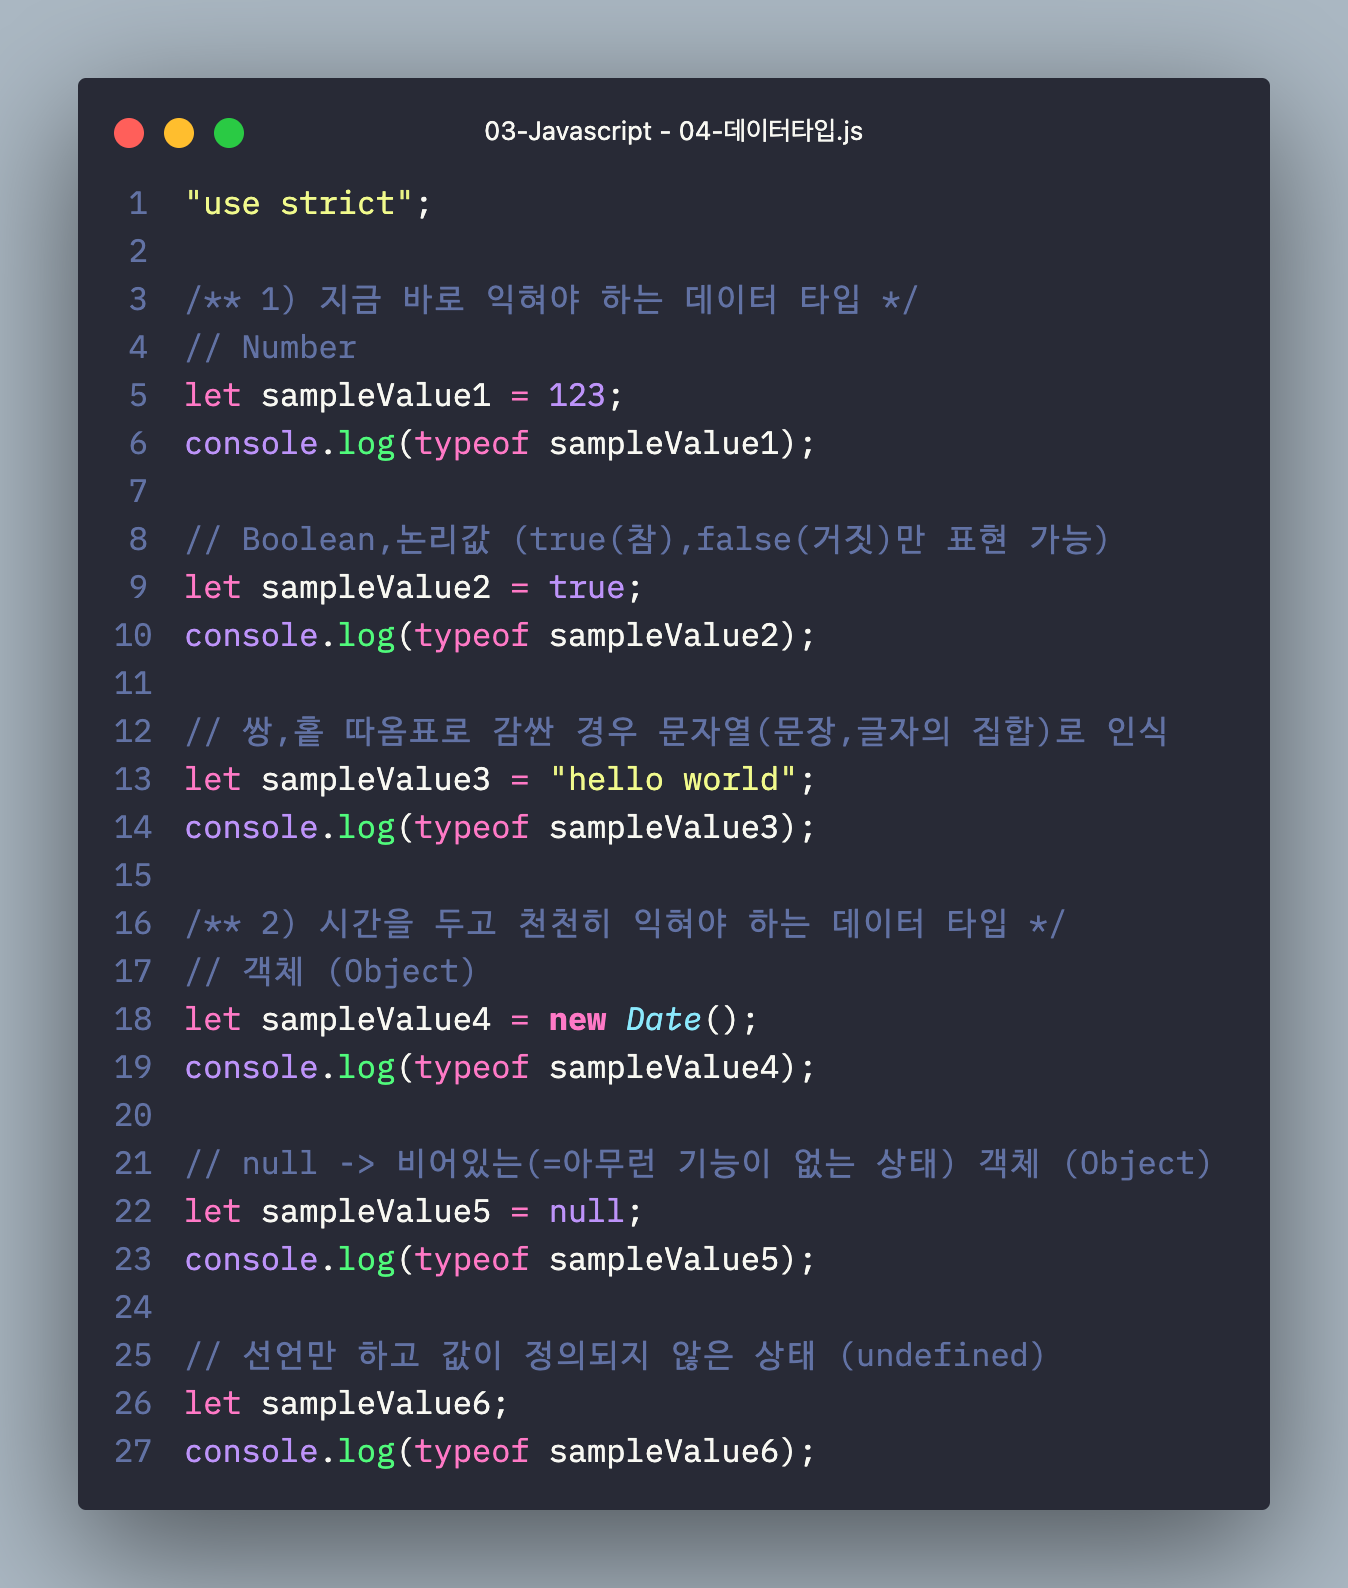 03-Javascript - 04-데이터타입.js
1 "use strict";
2
3 /** 1) 지금 바로 익혀야 하는 데이터 타입 */
4 // Number
5 let sampleValue1 = 123;
6 console.log(typeof sampleValue1);
7
8 // Boolean,논리값 (true(참),false(거짓)만 표현 가능)
9 let sampleValue2 = true;
10 console.log(typeof sampleValue2);
11
12 // 쌍,홑 따옴표로 감싼 경우 문자열(문장,글자의 집합)로 인식
13 let sampleValue3 = "hello world";
14 console.log(typeof sampleValue3);
15
16 /** 2) 시간을 두고 천천히 익혀야 하는 데이터 타입 */
17 // 객체 (Object)
18 let sampleValue4 = new Date();
19 console.log(typeof sampleValue4);
20
21 // null -> 비어있는(=아무런 기능이 없는 상태) 객체 (Object)
22 let sampleValue5 = null;
23 console.log(typeof sampleValue5);
24
25 // 선언만 하고 값이 정의되지 않은 상태 (undefined)
26 let sampleValue6;
27 console.log(typeof sampleValue6);